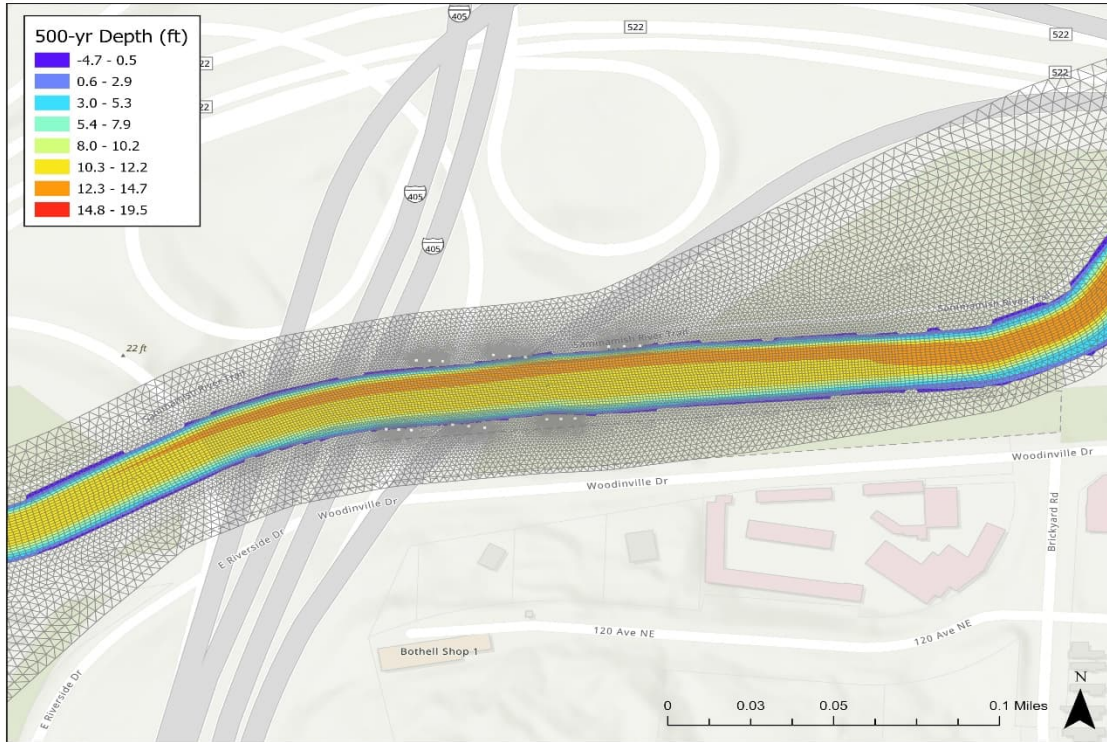 405
522
522
500-yr Depth (ft)
-4.7 - 0.5
0.6 - 2.9
3.0 - 5.3
5.4 - 7.9
8.0 - 10.2
10.3 - 12.2
12.3 - 14.7
14.8 - 19.5
22
522
22
405
405
Sammamish River Trail
22 ft
Sammamish River Trail
Woodinville Dr
Woodinville Dr
Woodinville Dr
E Riverside Dr
Brickyard Rd
120 Ave NE
120 Ave NE
Bothell Shop 1
E Riverside Dr
N
0 0.03 0.05 0.1 Miles